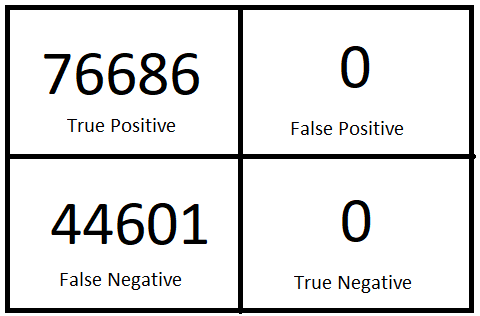 76686
True Positive
0
False Positive
44601
False Negative
0
True Negative